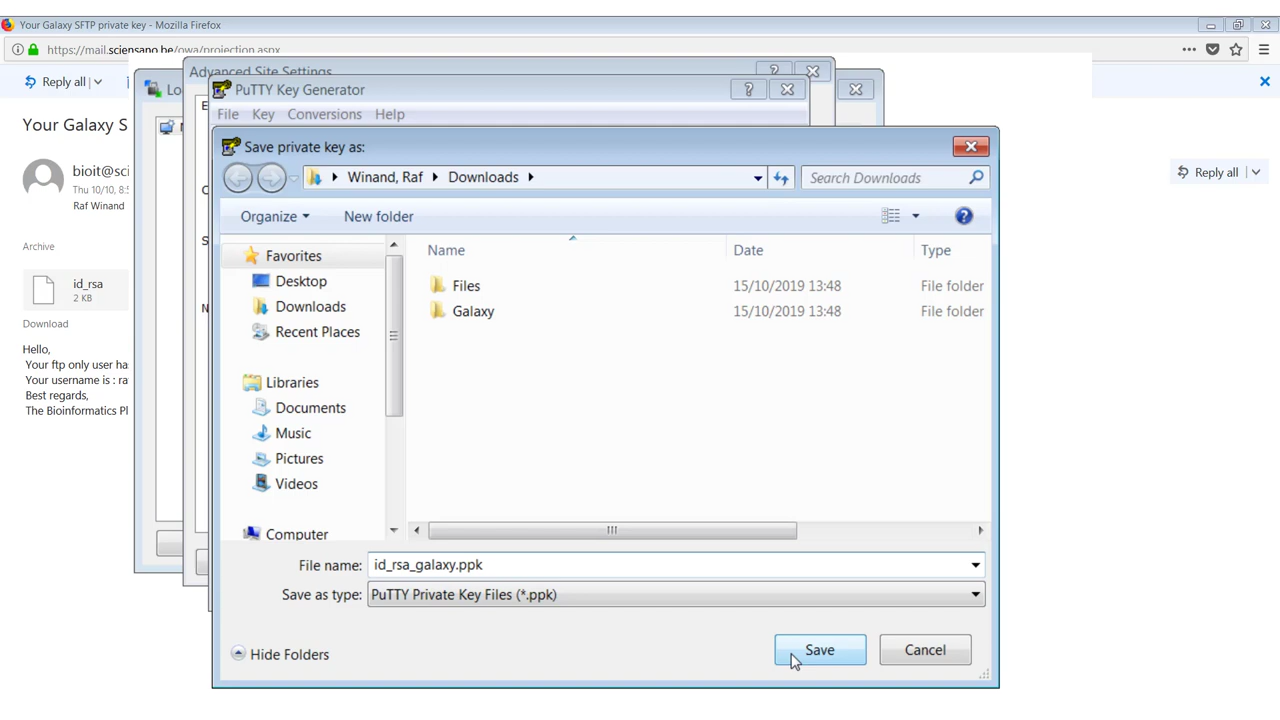 Your Galaxy SFTP private key - Mozilla Firefox
https://mail.sciensano.be/owa/projection.aspx
Reply all
Advanced Site Settings
Lo
PuTTY Key Generator
File Key Conversions Help
Your Galaxy S
Save private key as:
bioit@sci
Thu 10/10, 8:5
Raf Winand
Reply all
Winand, Raf Downloads
Search Downloads
Organize
New folder
Archive
id_rsa
2 KB
Download
Hello,
Your ftp only user has
Your username is : ra
Best regards,
The Bioinformatics Pl
Favorites
Desktop
Downloads
Recent Places
Libraries
Documents
Music
Pictures
Videos
Computer
Name Date Type
Files 15/10/2019 13:48 File folder
Galaxy 15/10/2019 13:48 File folder
File name: id_rsa_galaxy.ppk
Save as type: PuTTY Private Key Files (*.ppk)
Hide Folders
Save
Cancel